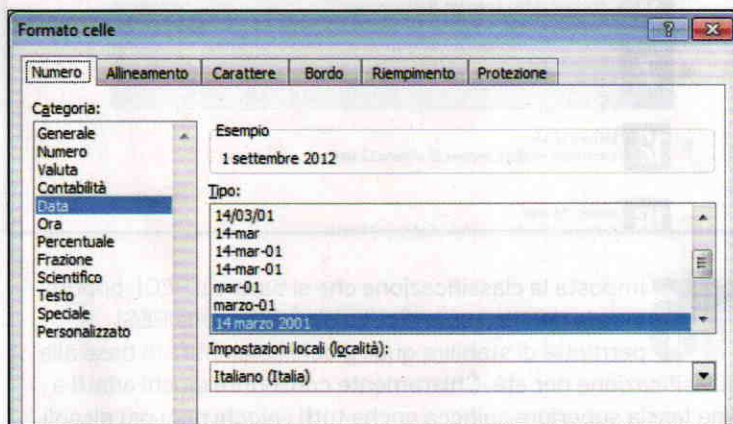 Formato celle
Numero Allineamento Carattere Bordo Riempimento Protezione
Categoria:
Generale
Numero
Valuta
Contabilità
Data
Ora
Percentuale
Frazione
Scientifico
Testo
Speciale
Personalizzato
Esempio
1 settembre 2012
Tipo:
14/03/01
14-mar
14-mar-01
14-mar-01
mar-01
marzo-01
14 marzo 2001
Impostazioni locali (località):
Italiano (Italia)